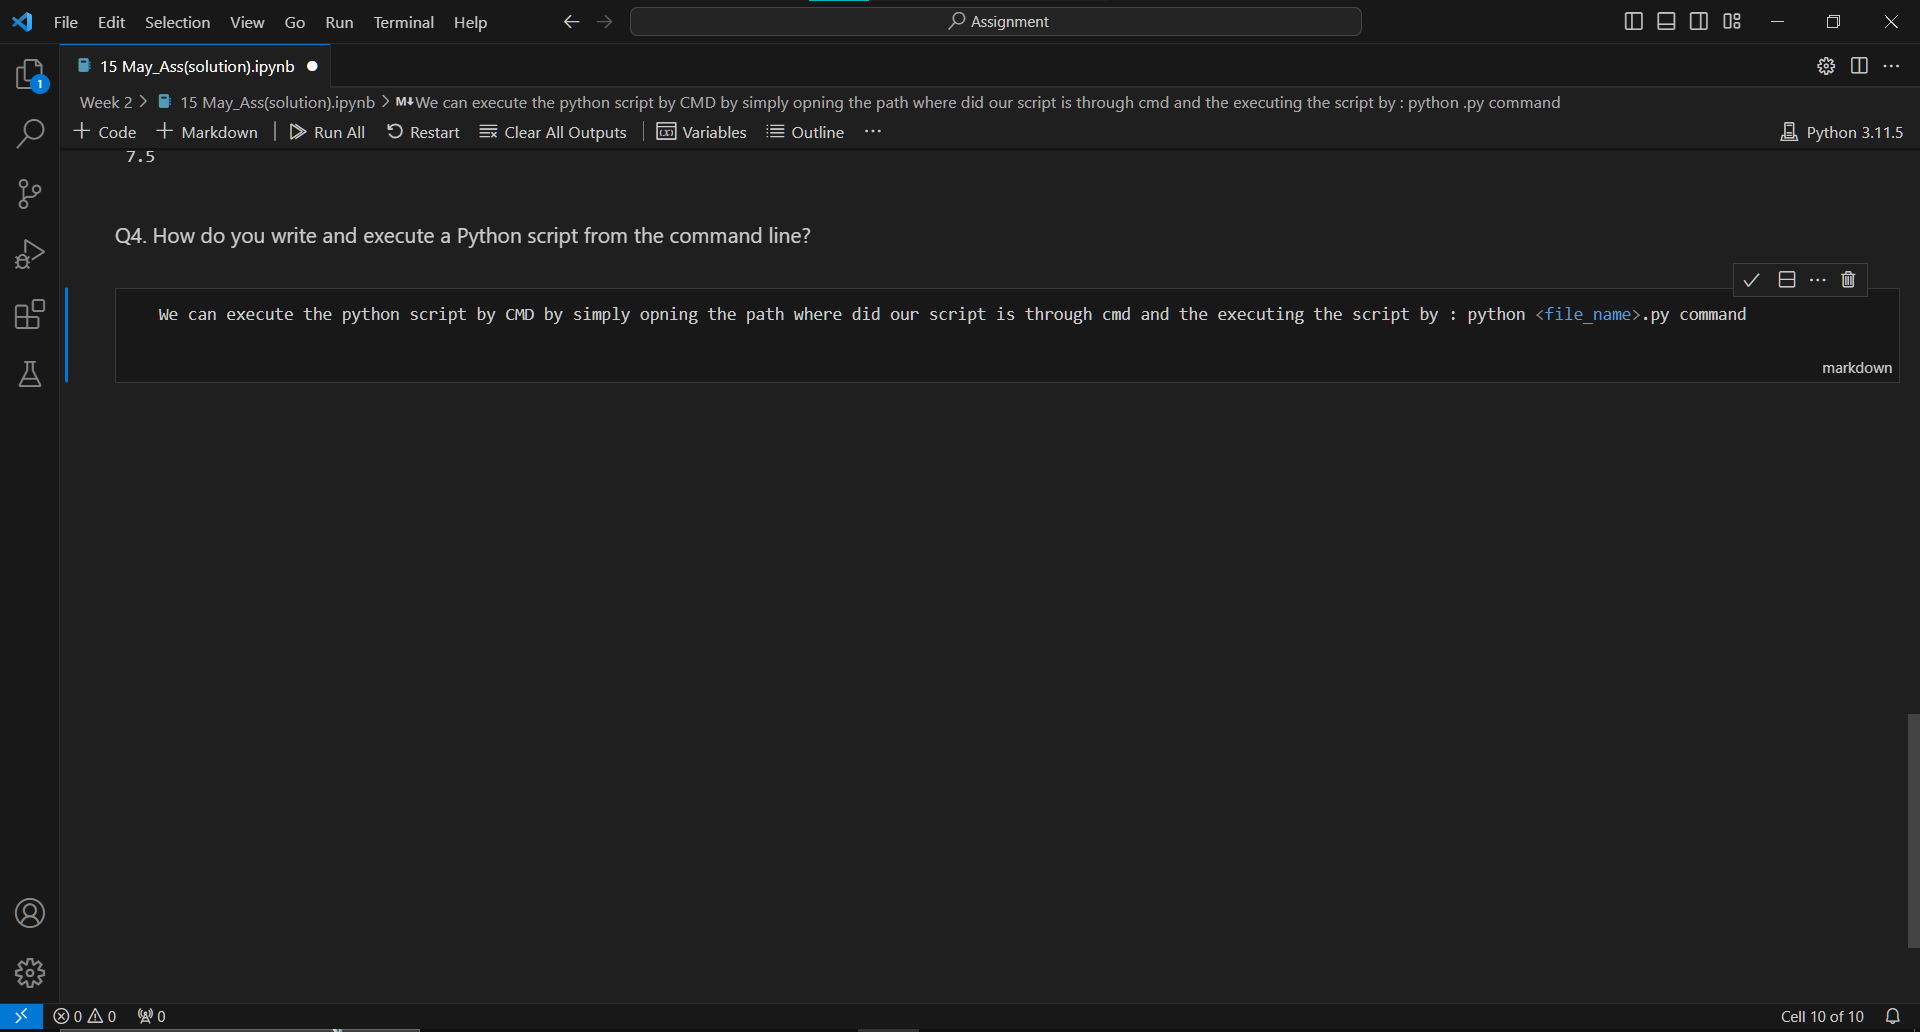 File Edit Selection View Go Run Terminal Help Assignment
1 15 May_Ass(solution).ipynb
Week 2 > 15 May_Ass(solution).ipynb > M↓We can execute the python script by CMD by simply opning the path where did our script is through cmd and the executing the script by : python .py command
+ Code + Markdown | Run All Restart Clear All Outputs | Variables Outline ... Python 3.11.5
7.5
Q4. How do you write and execute a Python script from the command line?
We can execute the python script by CMD by simply opning the path where did our script is through cmd and the executing the script by : python <file_name>.py command
markdown
0 0 0 Cell 10 of 10